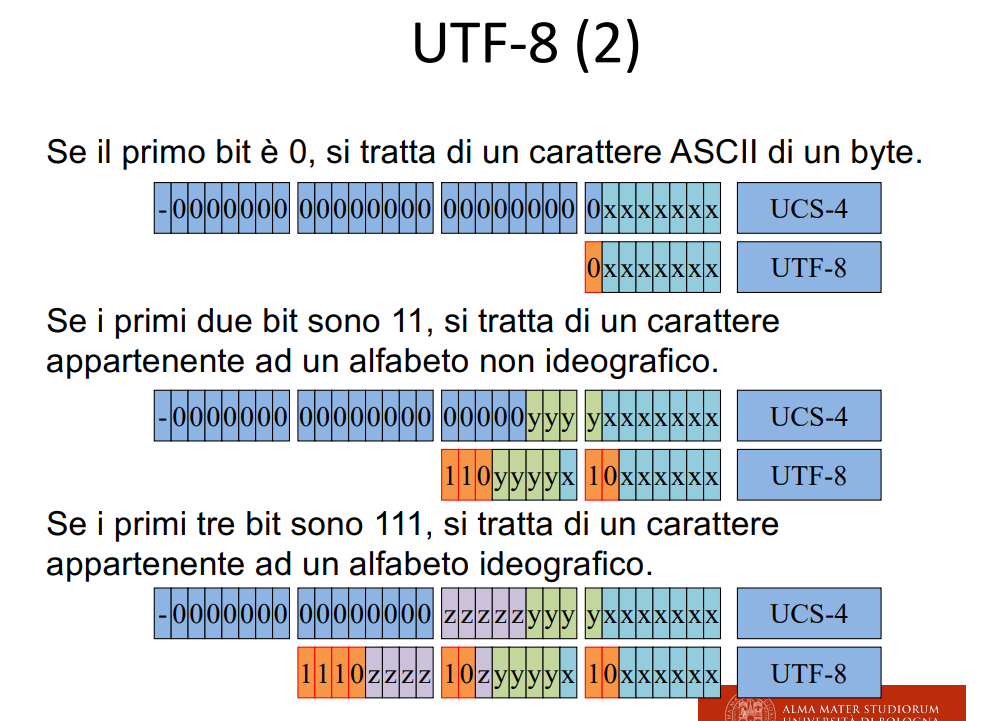 UTF-8 (2)
Se il primo bit è 0, si tratta di un carattere ASCII di un byte.
-0000000 00000000 00000000 0xxxxxxx UCS-4
0xxxxxxx UTF-8
Se i primi due bit sono 11, si tratta di un carattere
appartenente ad un alfabeto non ideografico.
-0000000 00000000 00000yyy yxxxxxxx UCS-4
110yyyyx 10xxxxxx UTF-8
Se i primi tre bit sono 111, si tratta di un carattere
appartenente ad un alfabeto ideografico.
-0000000 00000000 zzzzzyyy yxxxxxxx UCS-4
1110zzzz 10zyyyyx 10xxxxxx UTF-8
ALMA MATER STUDIORUM
UNIVERSITÀ DI BOLOGNA